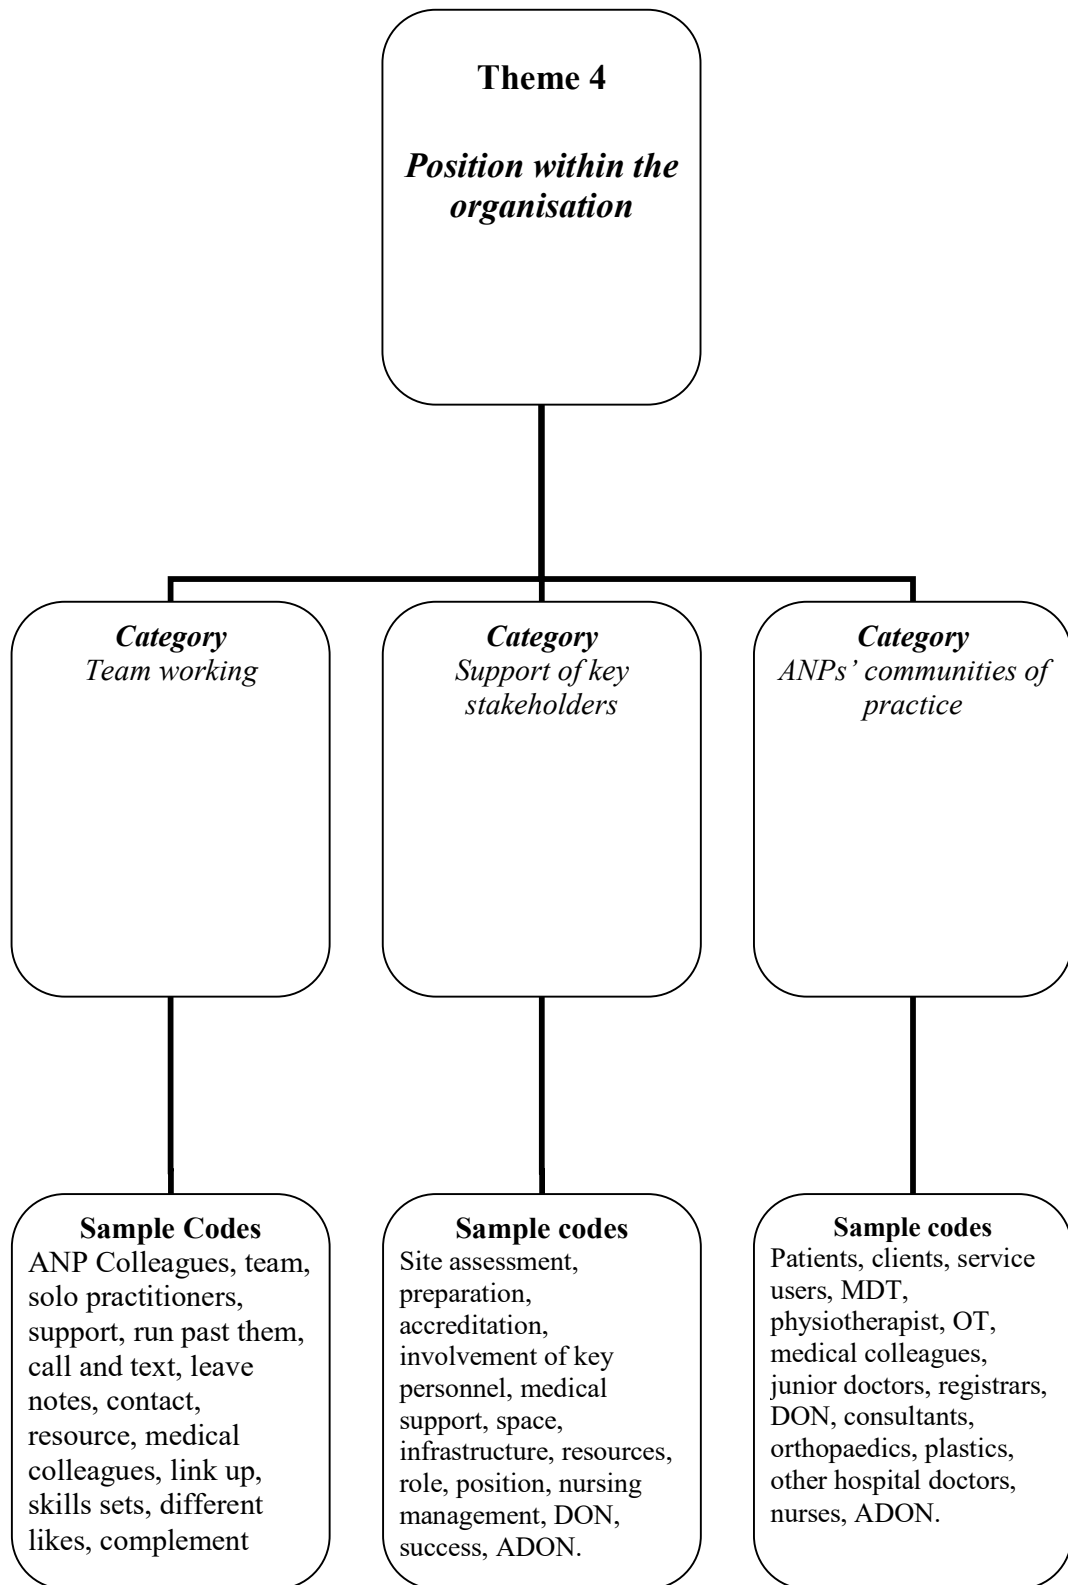 Theme 4
Position within the
organisation
Category
Team working
Category
Support of key
stakeholders
Category
ANPs’ communities of
practice
Sample Codes
ANP Colleagues, team,
solo practitioners,
support, run past them,
call and text, leave
notes, contact,
resource, medical
colleagues, link up,
skills sets, different
likes, complement
Sample codes
Site assessment,
preparation,
accreditation,
involvement of key
personnel, medical
support, space,
infrastructure, resources,
role, position, nursing
management, DON,
success, ADON.
Sample codes
Patients, clients, service
users, MDT,
physiotherapist, OT,
medical colleagues,
junior doctors, registrars,
DON, consultants,
orthopaedics, plastics,
other hospital doctors,
nurses, ADON.